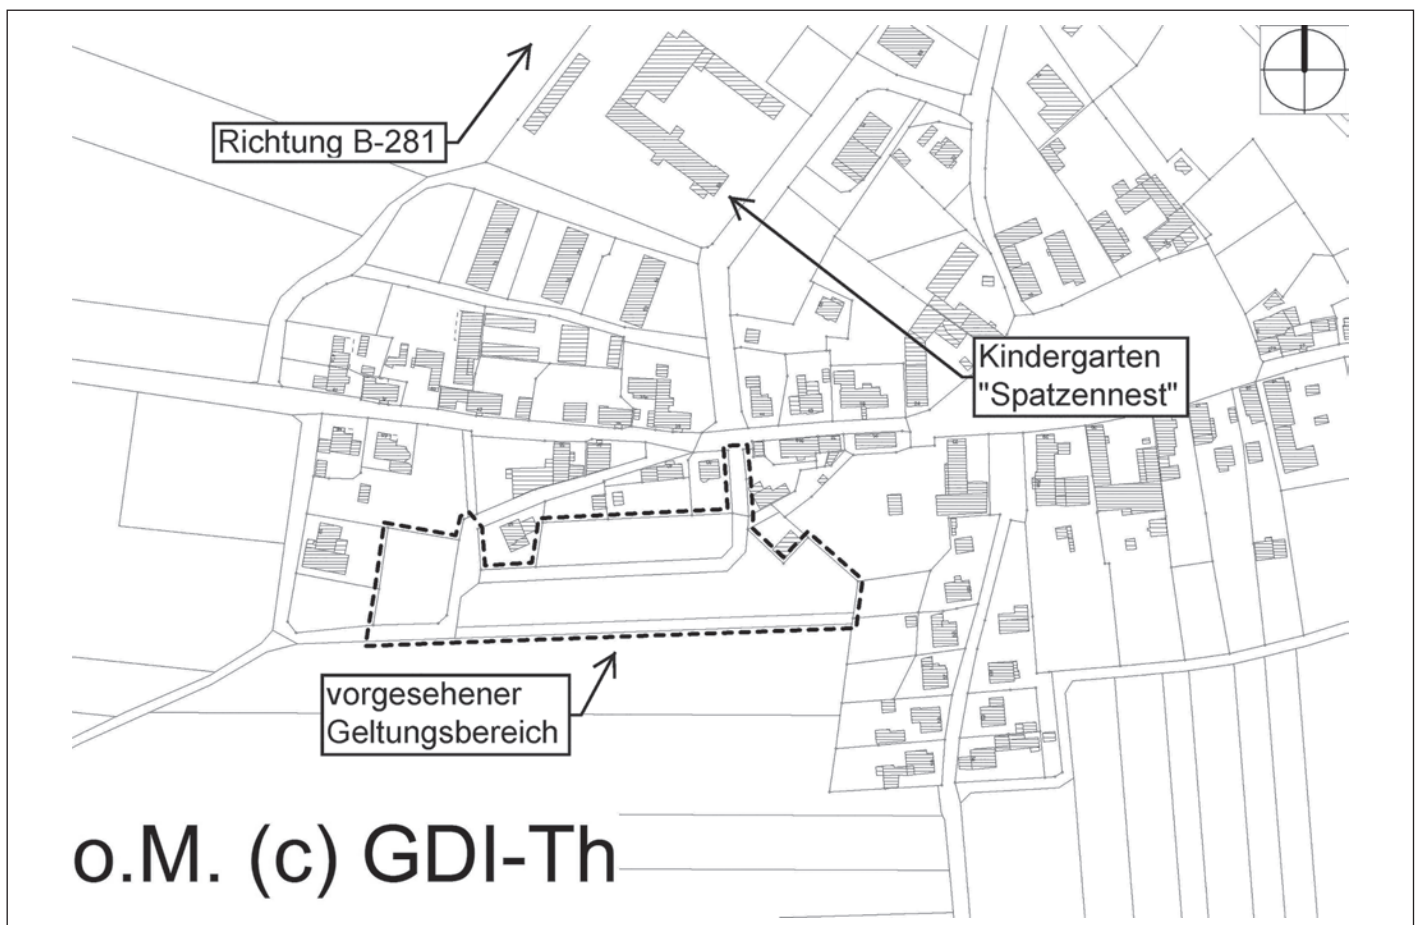 Richtung B-281
Kindergarten
"Spatzennest"
vorgesehener
Geltungsbereich
o.M. (c) GDI-Th